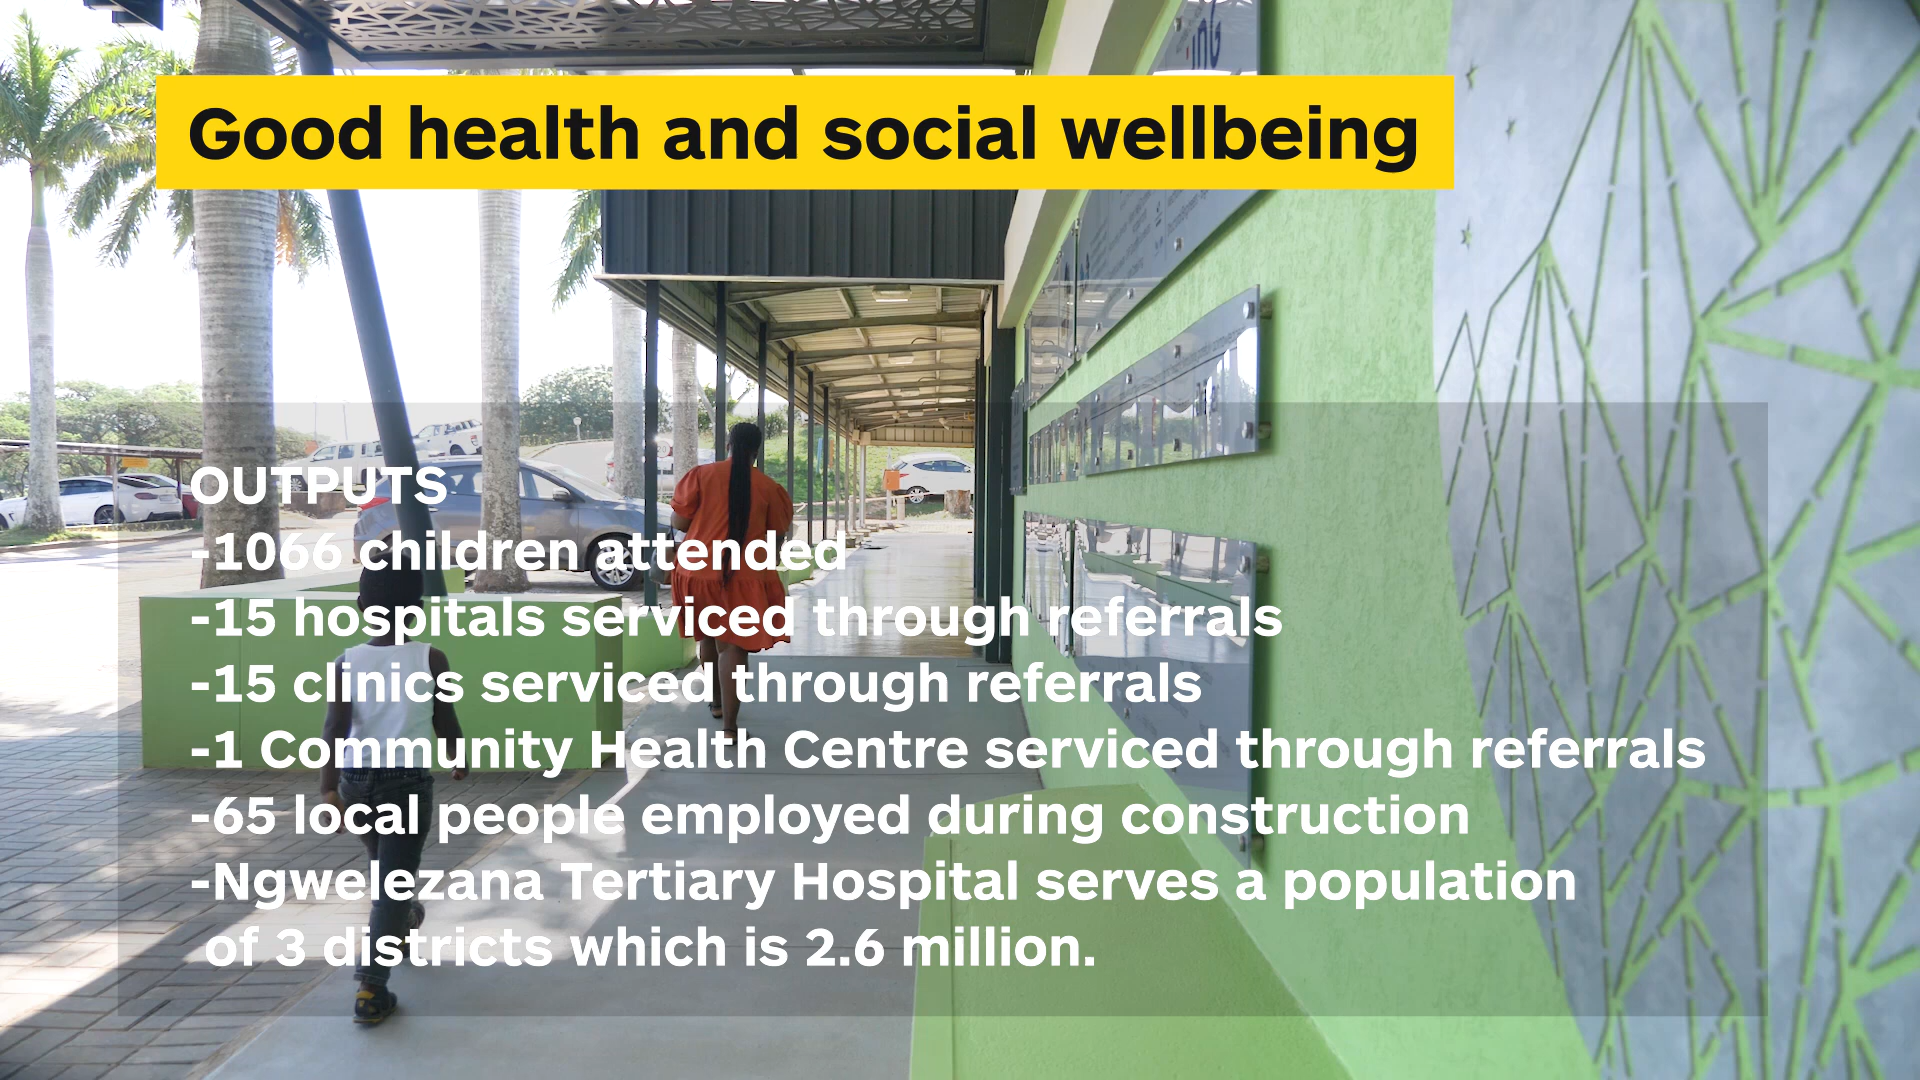 Good health and social wellbeing
OUTPUTS
-1066 children attended
-15 hospitals serviced through referrals
-15 clinics serviced through referrals
-1 Community Health Centre serviced through referrals
-65 local people employed during construction
-Ngwelezana Tertiary Hospital serves a population
of 3 districts which is 2.6 million.